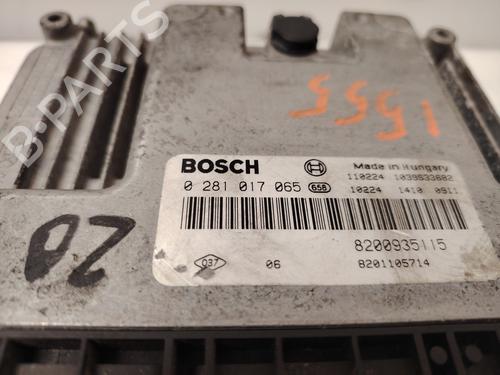 B-PARTS
1555
BOSCH
Made in Hungary
110224 1039S33682
0 281 017 065 658
10224 1410 0911
8200935115
037 06 8201105714
20